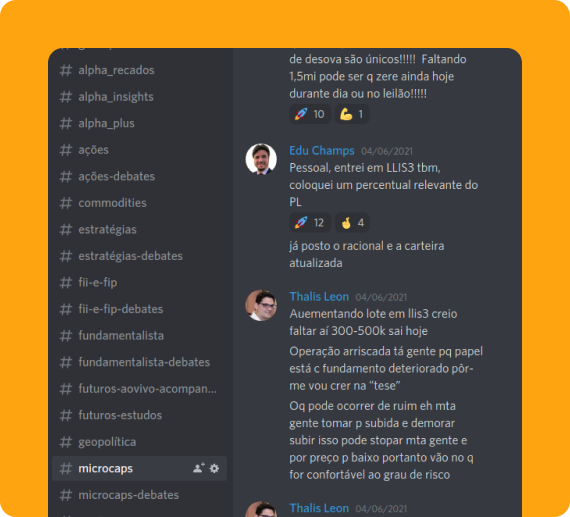 # alpha_recados
# alpha_insights
# alpha_plus
# ações
# ações-debates
# commodities
# estratégias
# estratégias-debates
# fii-e-fip
# fii-e-fip-debates
# fundamentalista
# fundamentalista-debates
# futuros-aovivo-acompan...
# futuros-estudos
# geopolítica
# microcaps
# microcaps-debates
de desova são únicos!!!!! Faltando
1,5mi pode ser q zere ainda hoje
durante dia ou no leilão!!!!!
🚀 10 💪 1
Edu Champs 04/06/2021
Pessoal, entrei em LLIS3 tbm,
coloquei um percentual relevante do
PL
🚀 12 🤞 4
já posto o racional e a carteira
atualizada
Thalis Leon 04/06/2021
Auementando lote em llis3 creio
faltar aí 300-500k sai hoje
Operação arriscada tá gente pq papel
está c fundamento deteriorado pôr-
me vou crer na “tese”
Oq pode ocorrer de ruim eh mta
gente tomar p subida e demorar
subir isso pode stopar mta gente e
por preço p baixo portanto vão no q
for confortável ao grau de risco
Thalis Leon 04/06/2021